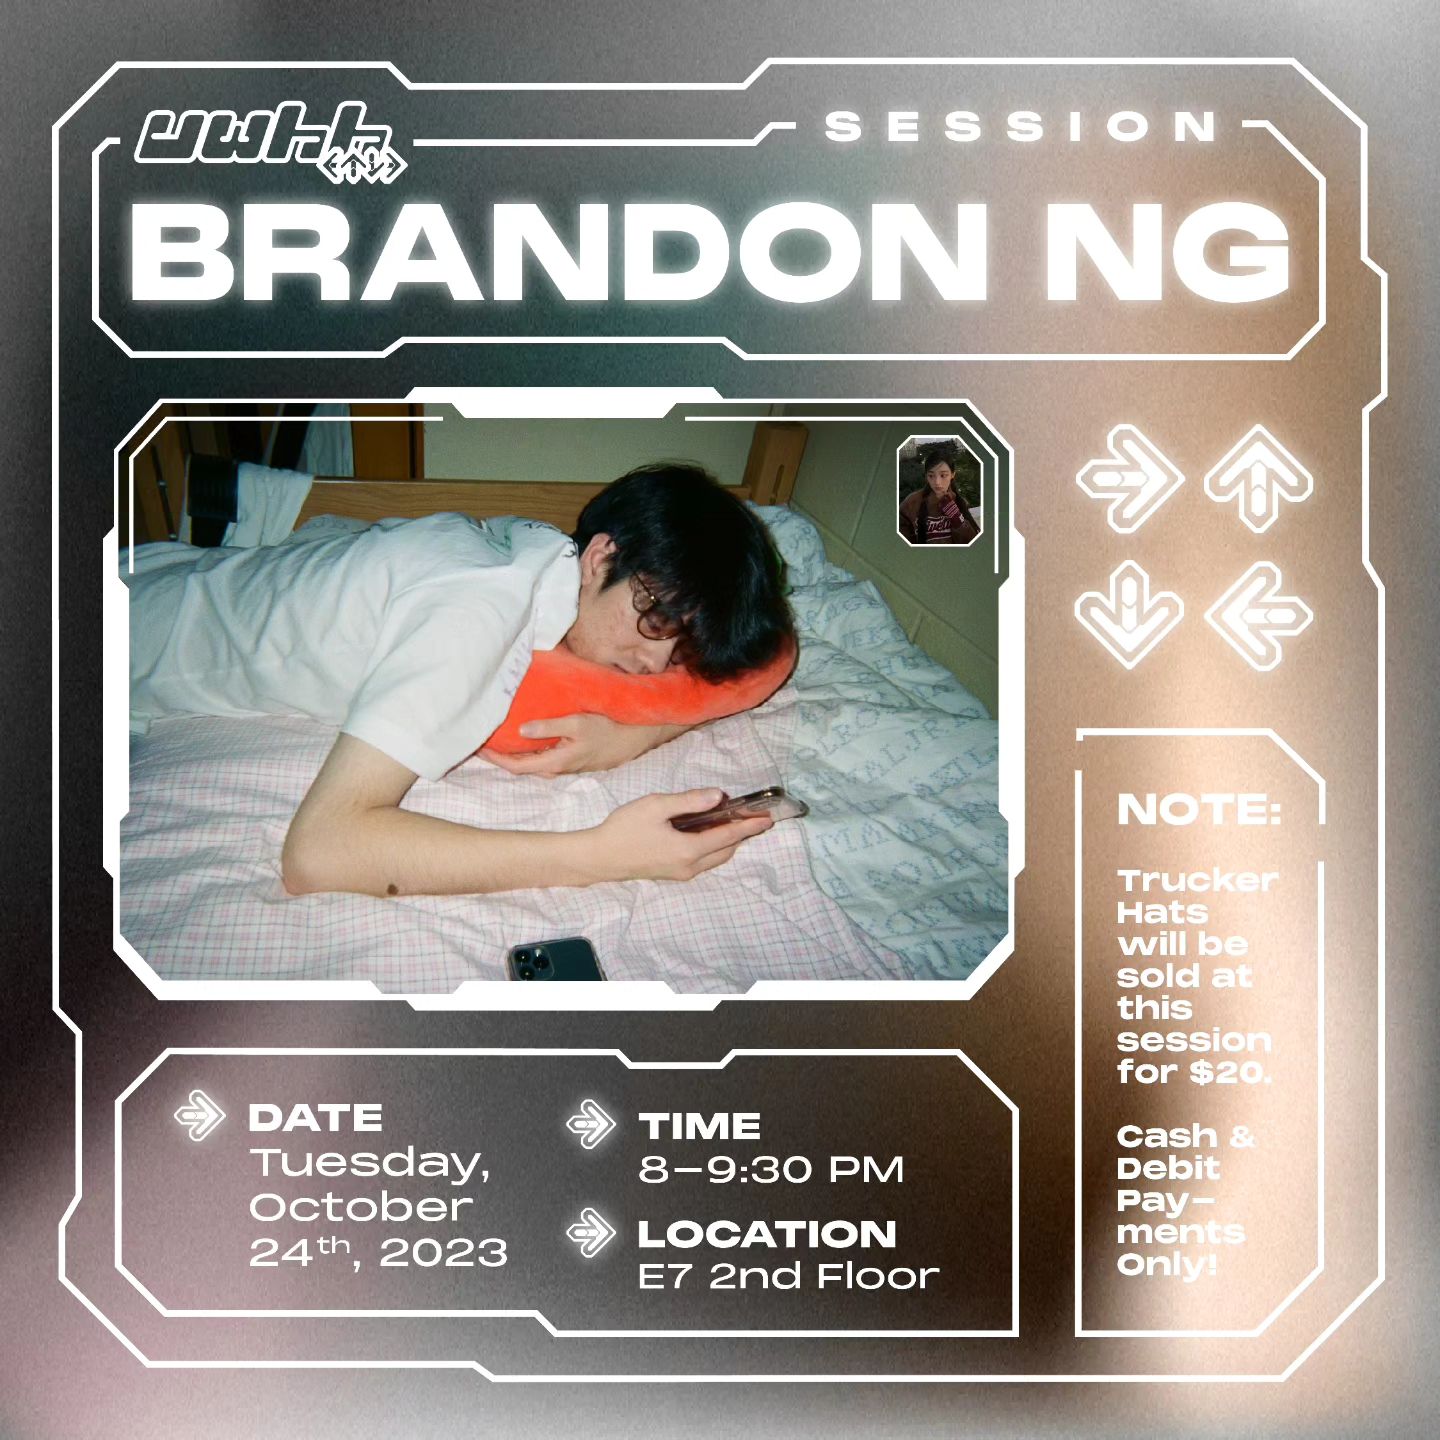 uwhh
SESSION
BRANDON NG
NOTE:
Trucker
Hats
will be
sold at
this
session
for $20.
Cash &
Debit
Pay–
ments
Only!
DATE
Tuesday,
October
24th, 2023
TIME
8–9:30 PM
LOCATION
E7 2nd Floor